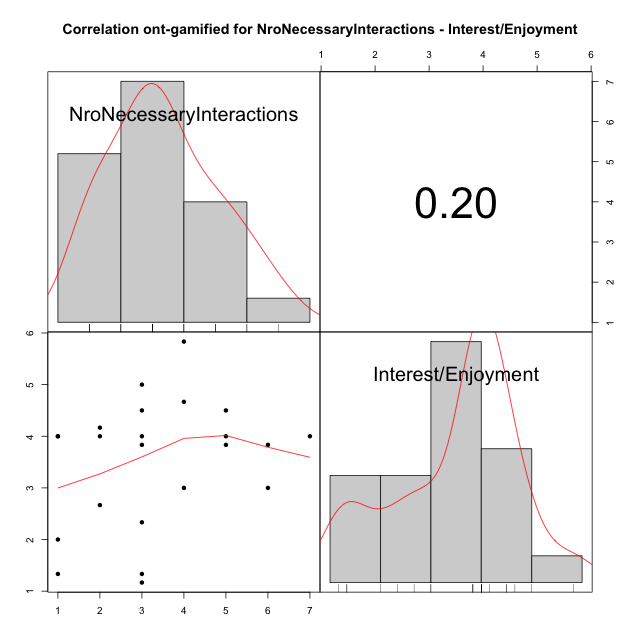 Correlation ont-gamified for NroNecessaryInteractions - Interest/Enjoyment
1 2 3 4 5 6
NroNecessaryInteractions
0.20
7
6
5
4
3
2
1
6
5
4
3
2
1
Interest/Enjoyment
1 2 3 4 5 6 7